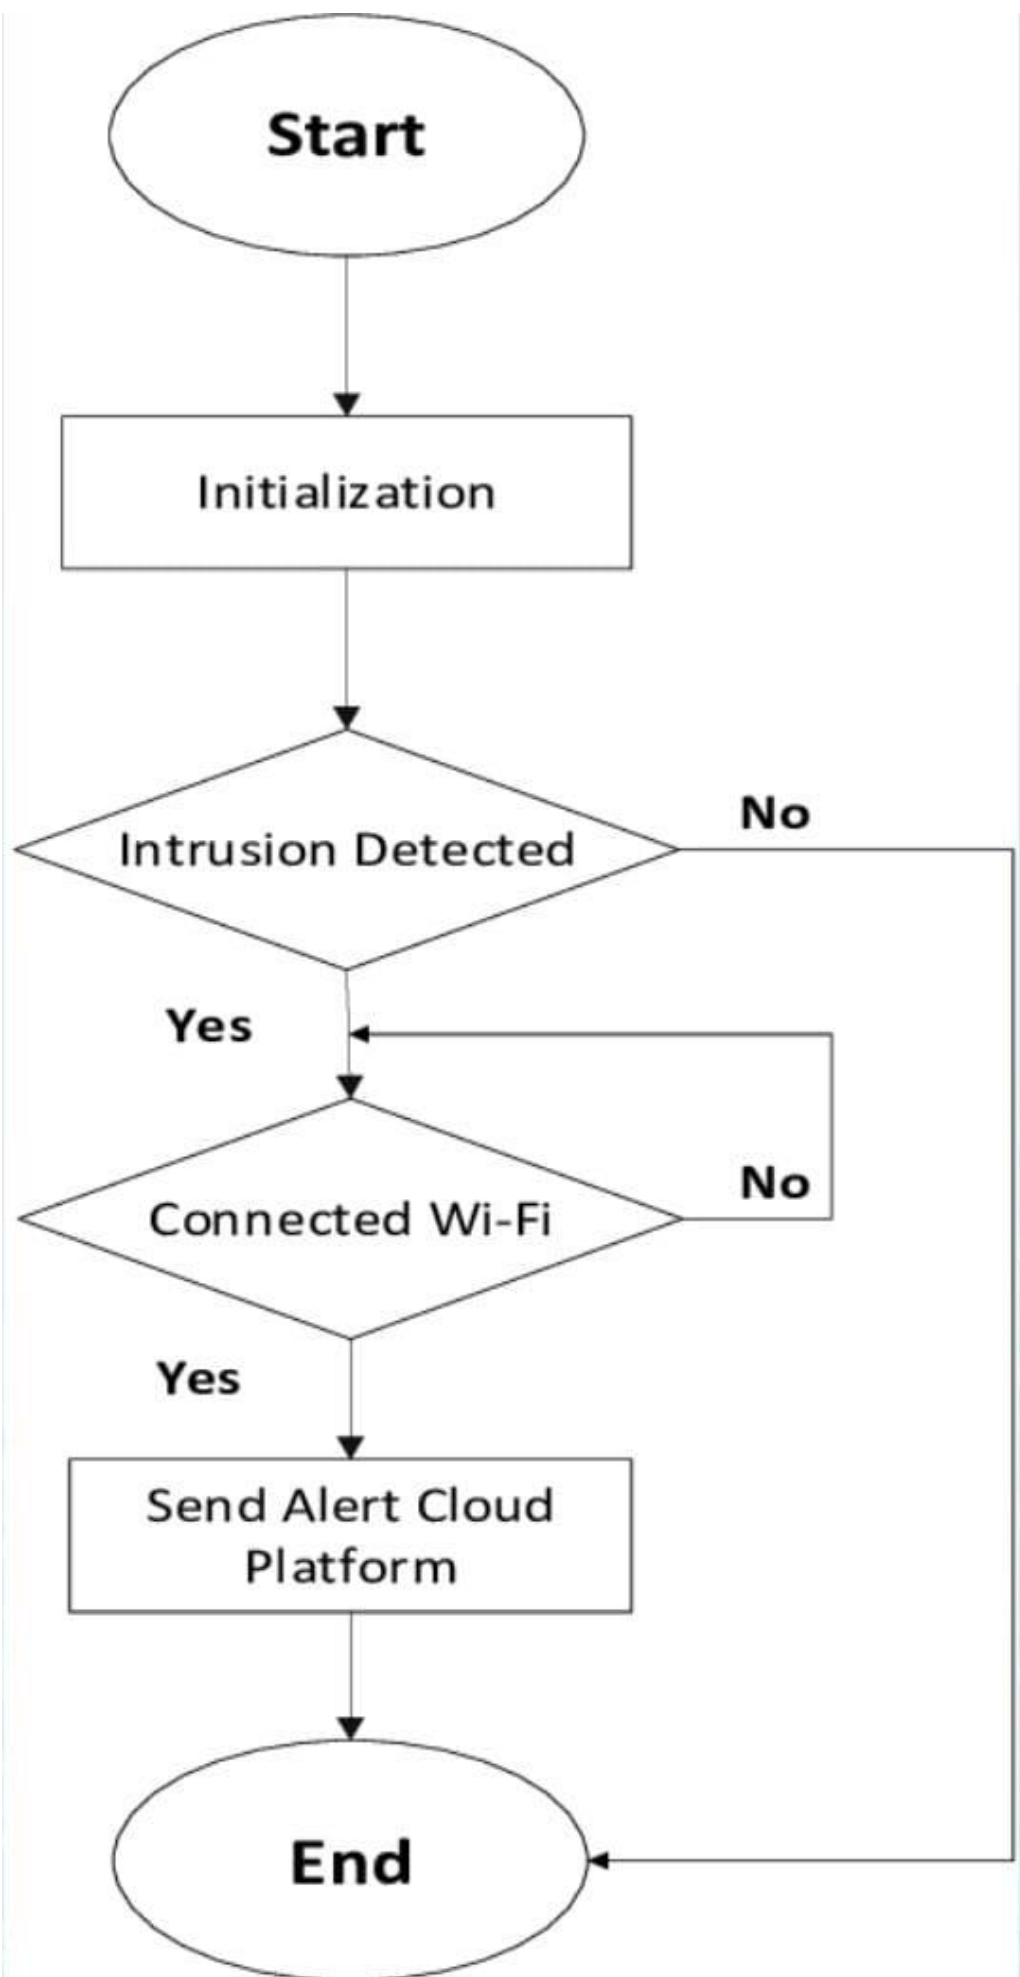 Start
Initialization
Intrusion Detected
No
Yes
Connected Wi-Fi
No
Yes
Send Alert Cloud
Platform
End